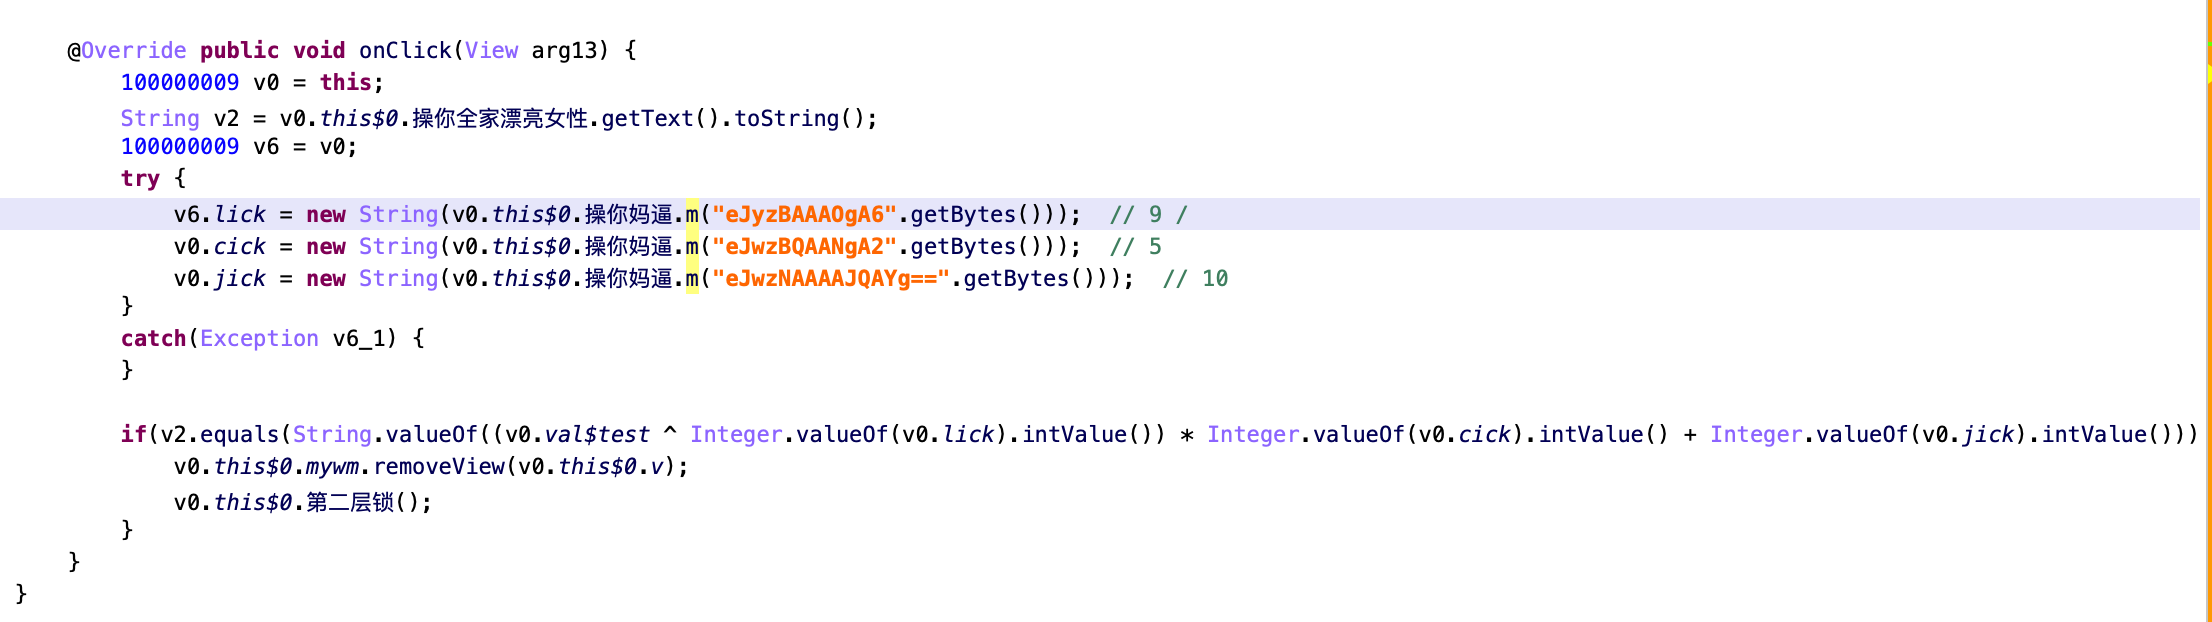 @Override public void onClick(View arg13) {
100000009 v0 = this;
String v2 = v0.this$0.操你全家漂亮女性.getText().toString();
100000009 v6 = v0;
try {
v6.lick = new String(v0.this$0.操你妈逼.m("eJyzBAAAOgA6".getBytes())); // 9 /
v0.cick = new String(v0.this$0.操你妈逼.m("eJwzBQAANgA2".getBytes())); // 5
v0.jick = new String(v0.this$0.操你妈逼.m("eJwzNAAAAJQAYg==".getBytes())); // 10
}
catch(Exception v6_1) {
}
if(v2.equals(String.valueOf((v0.val$test ^ Integer.valueOf(v0.lick).intValue()) * Integer.valueOf(v0.cick).intValue() + Integer.valueOf(v0.jick).intValue()))
v0.this$0.mywm.removeView(v0.this$0.v);
v0.this$0.第二层锁();
}
}
}